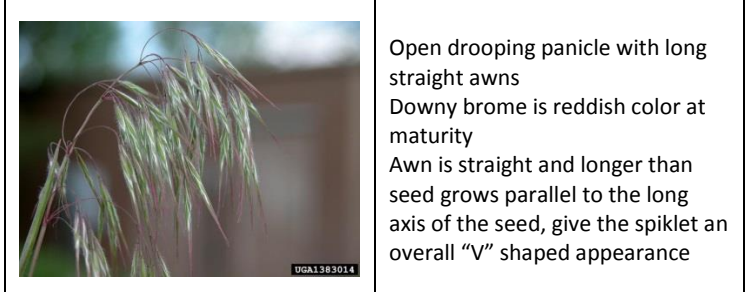 Open drooping panicle with long
straight awns
Downy brome is reddish color at
maturity
Awn is straight and longer than
seed grows parallel to the long
axis of the seed, give the spiklet an
overall “V” shaped appearance
UGA1383014